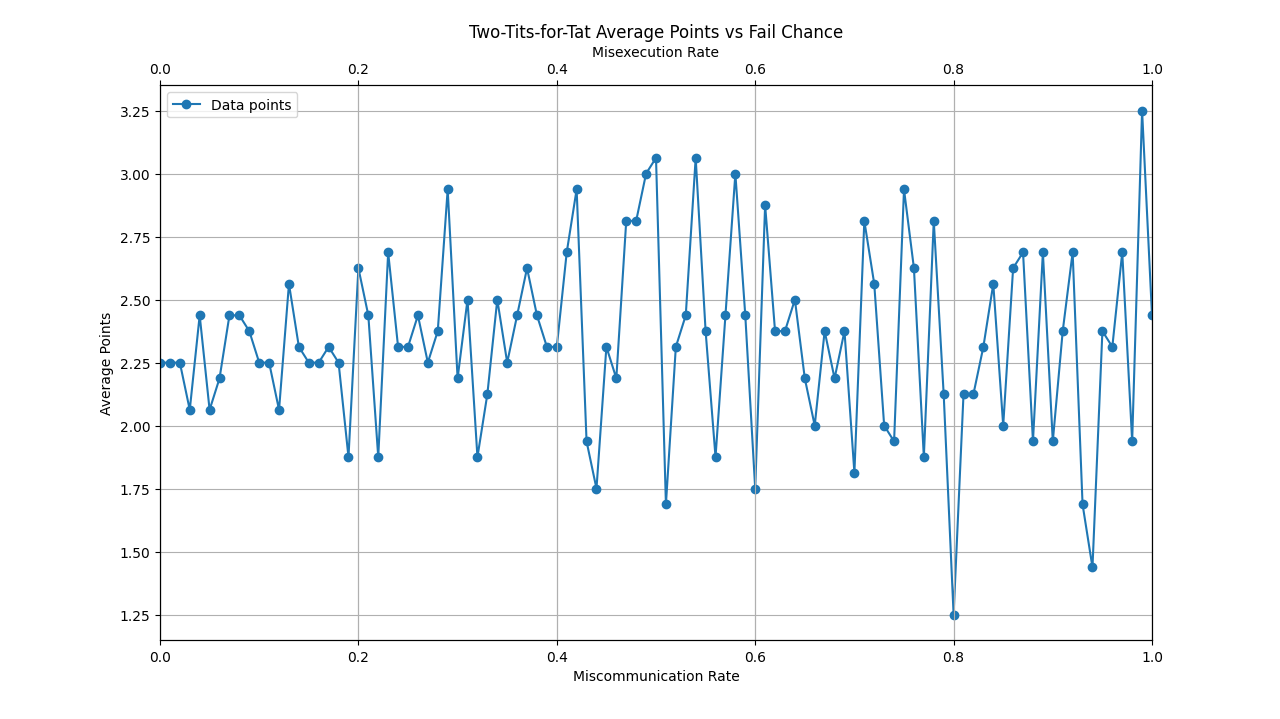 Two-Tits-for-Tat Average Points vs Fail Chance
Misexecution Rate
0.0 0.2 0.4 0.6 0.8 1.0
Data points
3.25
3.00
2.75
2.50
2.25
2.00
1.75
1.50
1.25
Average Points
0.0 0.2 0.4 0.6 0.8 1.0
Miscommunication Rate